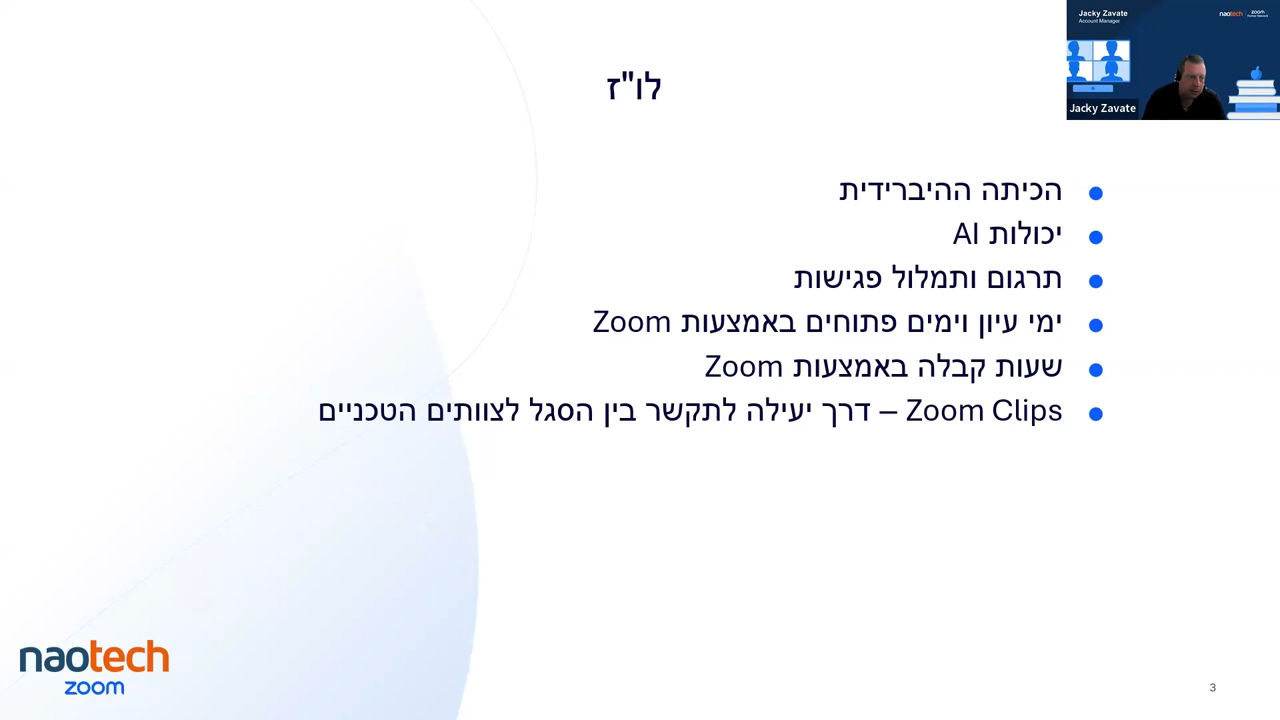 Jacky Zavate
Account Manager
naotech zoom
Jacky Zavate
לו"ז
הכיתה ההיברידית
יכולות AI
תרגום ותמלול פגישות
ימי עיון וימים פתוחים באמצעות Zoom
שעות קבלה באמצעות Zoom
Zoom Clips – דרך יעילה לתקשר בין הסגל לצוותים הטכניים
naotech
zoom
3